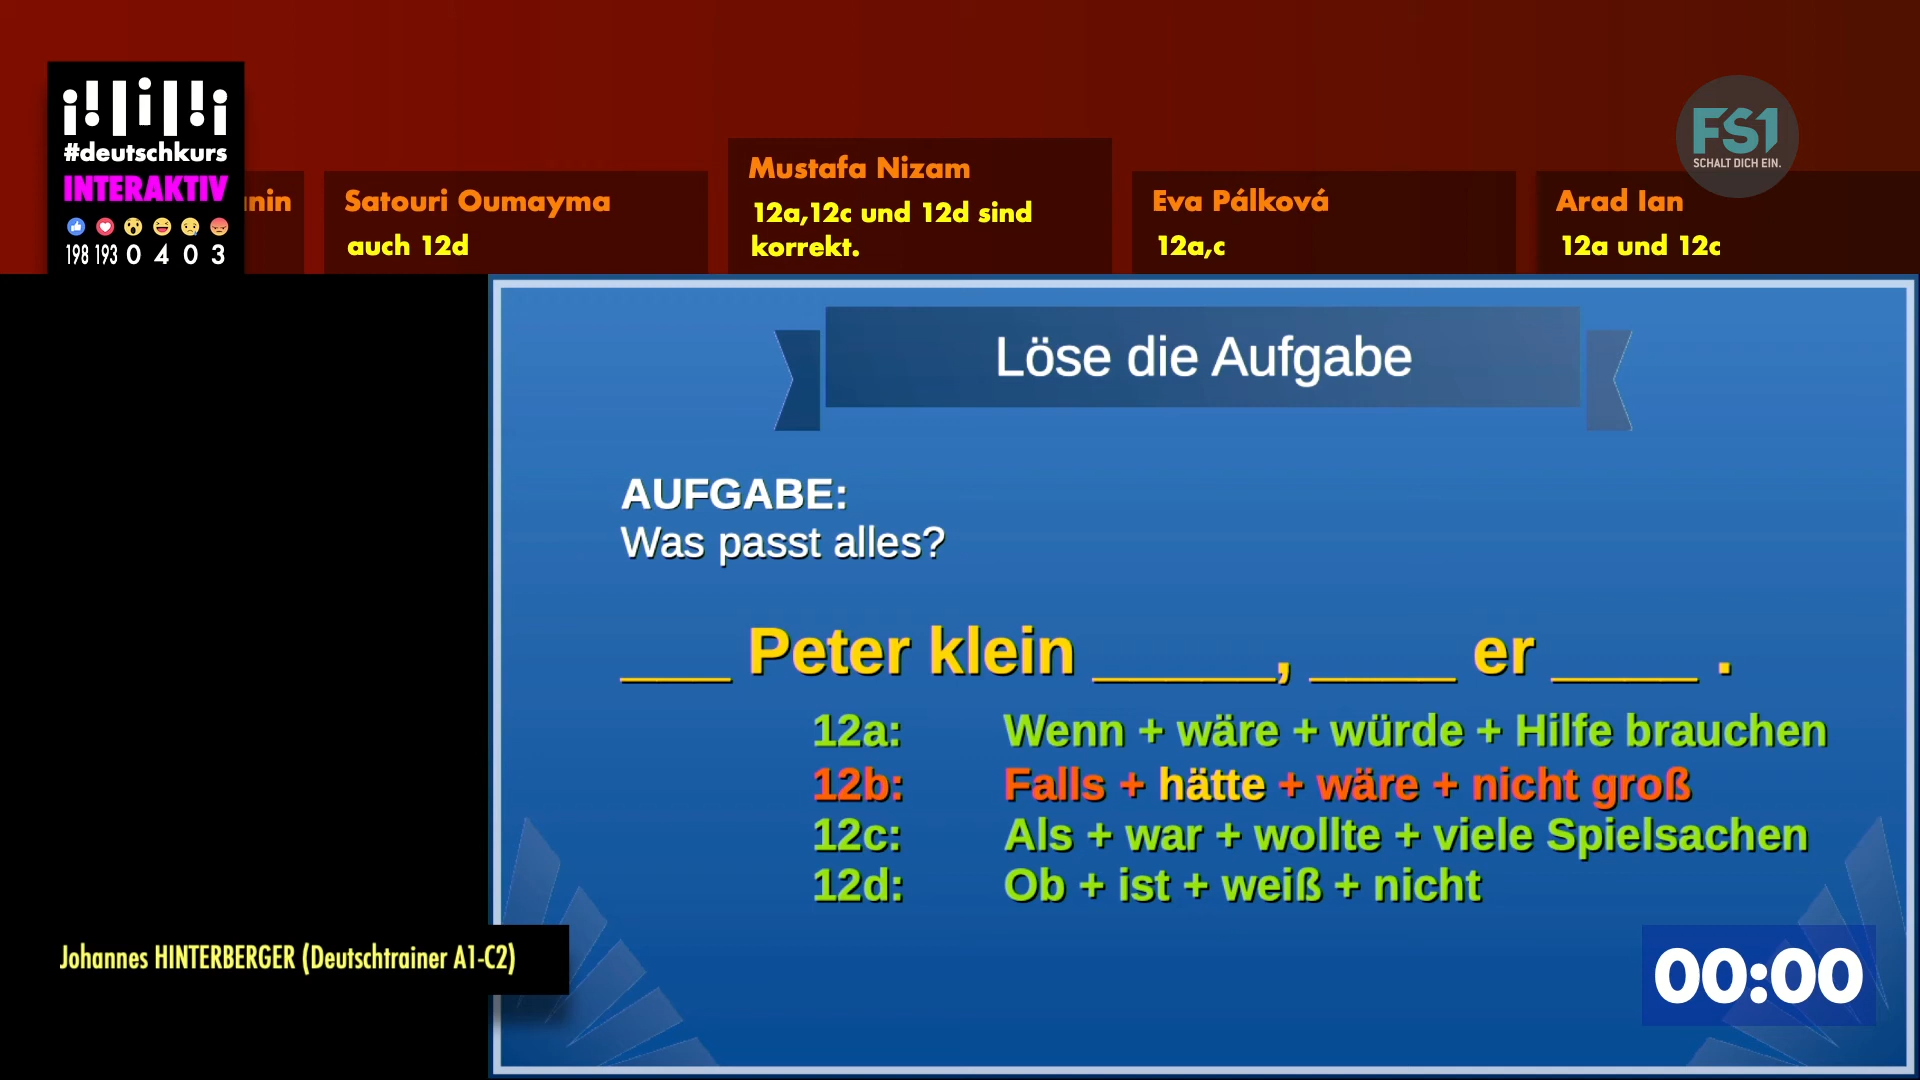 #deutschkurs
INTERAKTIV
198 193 0 4 0 3
nin
Satouri Oumayma
auch 12d
Mustafa Nizam
12a,12c und 12d sind
korrekt.
Eva Pálková
12a,c
Arad Ian
12a und 12c
FS1
SCHALT DICH EIN.
Löse die Aufgabe
AUFGABE:
Was passt alles?
___ Peter klein _____, ____ er ____ .
12a: Wenn + wäre + würde + Hilfe brauchen
12b: Falls + hätte + wäre + nicht groß
12c: Als + war + wollte + viele Spielsachen
12d: Ob + ist + weiß + nicht
Johannes HINTERBERGER (Deutschtrainer A1-C2)
00:00